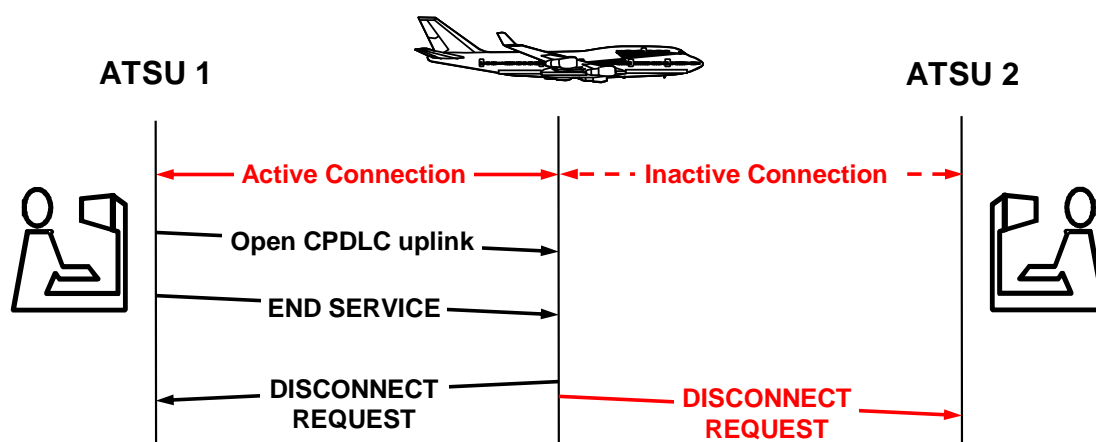 ATSU 1
ATSU 2
Active Connection
Inactive Connection
Open CPDLC uplink
END SERVICE
DISCONNECT
REQUEST
DISCONNECT
REQUEST